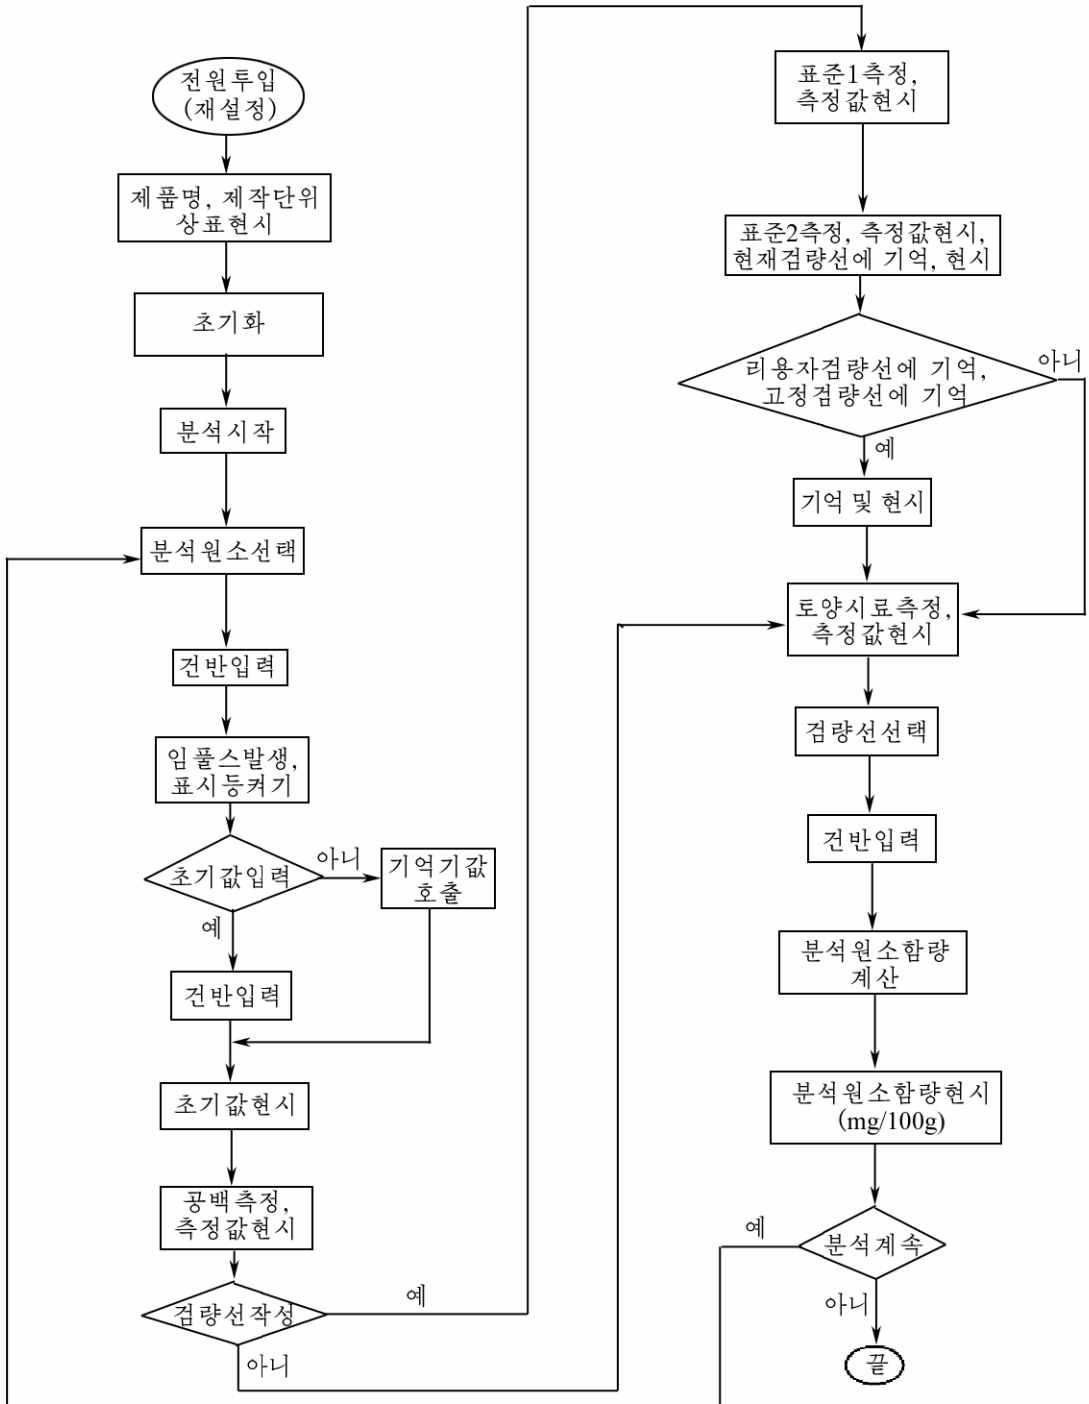 전원투입
(재설정)
제품명, 제작단위
상표현시
초기화
분석시작
분석원소선택
건반입력
임풀스발생,
표시등켜기
초기값입력
아니
기억기값
호출
예
건반입력
초기값현시
공백측정,
측정값현시
검량선작성
예
아니
표준1측정,
측정값현시
표준2측정, 측정값현시,
현재검량선에 기억, 현시
리용자검량선에 기억,
고정검량선에 기억
아니
예
기억 및 현시
토양시료측정,
측정값현시
검량선선택
건반입력
분석원소함량
계산
분석원소함량현시
(mg/100g)
예
분석계속
아니
끝